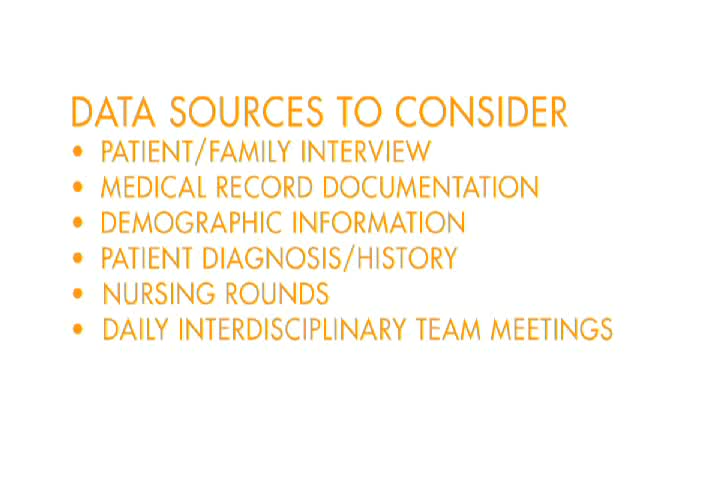 DATA SOURCES TO CONSIDER
• PATIENT/FAMILY INTERVIEW
• MEDICAL RECORD DOCUMENTATION
• DEMOGRAPHIC INFORMATION
• PATIENT DIAGNOSIS/HISTORY
• NURSING ROUNDS
• DAILY INTERDISCIPLINARY TEAM MEETINGS